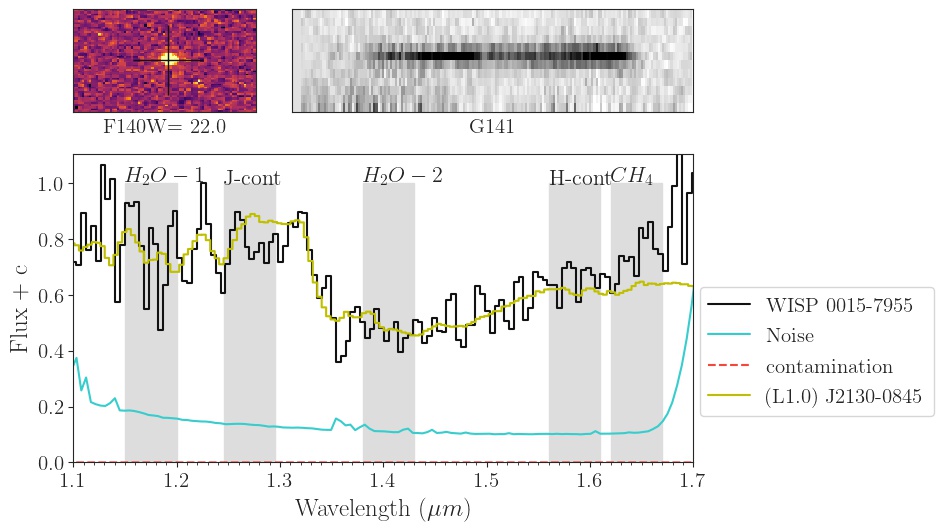 F140W= 22.0
G141
H₂O − 1
J-cont
H₂O − 2
H-cont
CH₄
1.0
0.8
0.6
0.4
0.2
0.0
Flux + c
1.1 1.2 1.3 1.4 1.5 1.6 1.7
Wavelength (μm)
WISP 0015-7955
Noise
contamination
(L1.0) J2130-0845